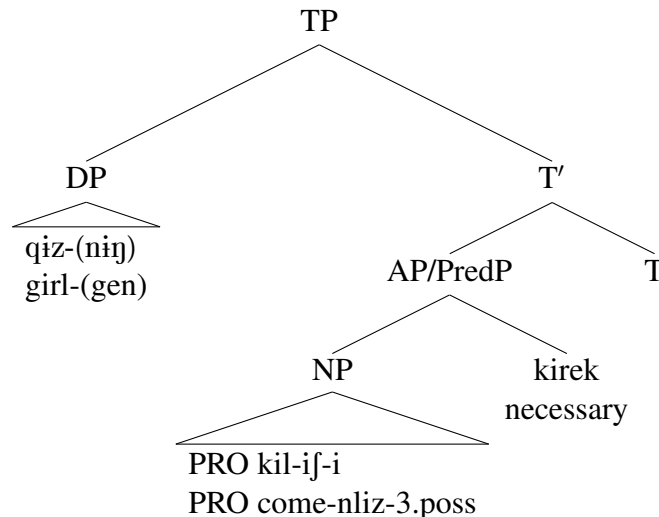 TP
DP
T′
qɨz-(nɨŋ)
girl-(gen)
AP/PredP
T
NP
kirek
necessary
PRO kil-iʃ-i
PRO come-nliz-3.poss